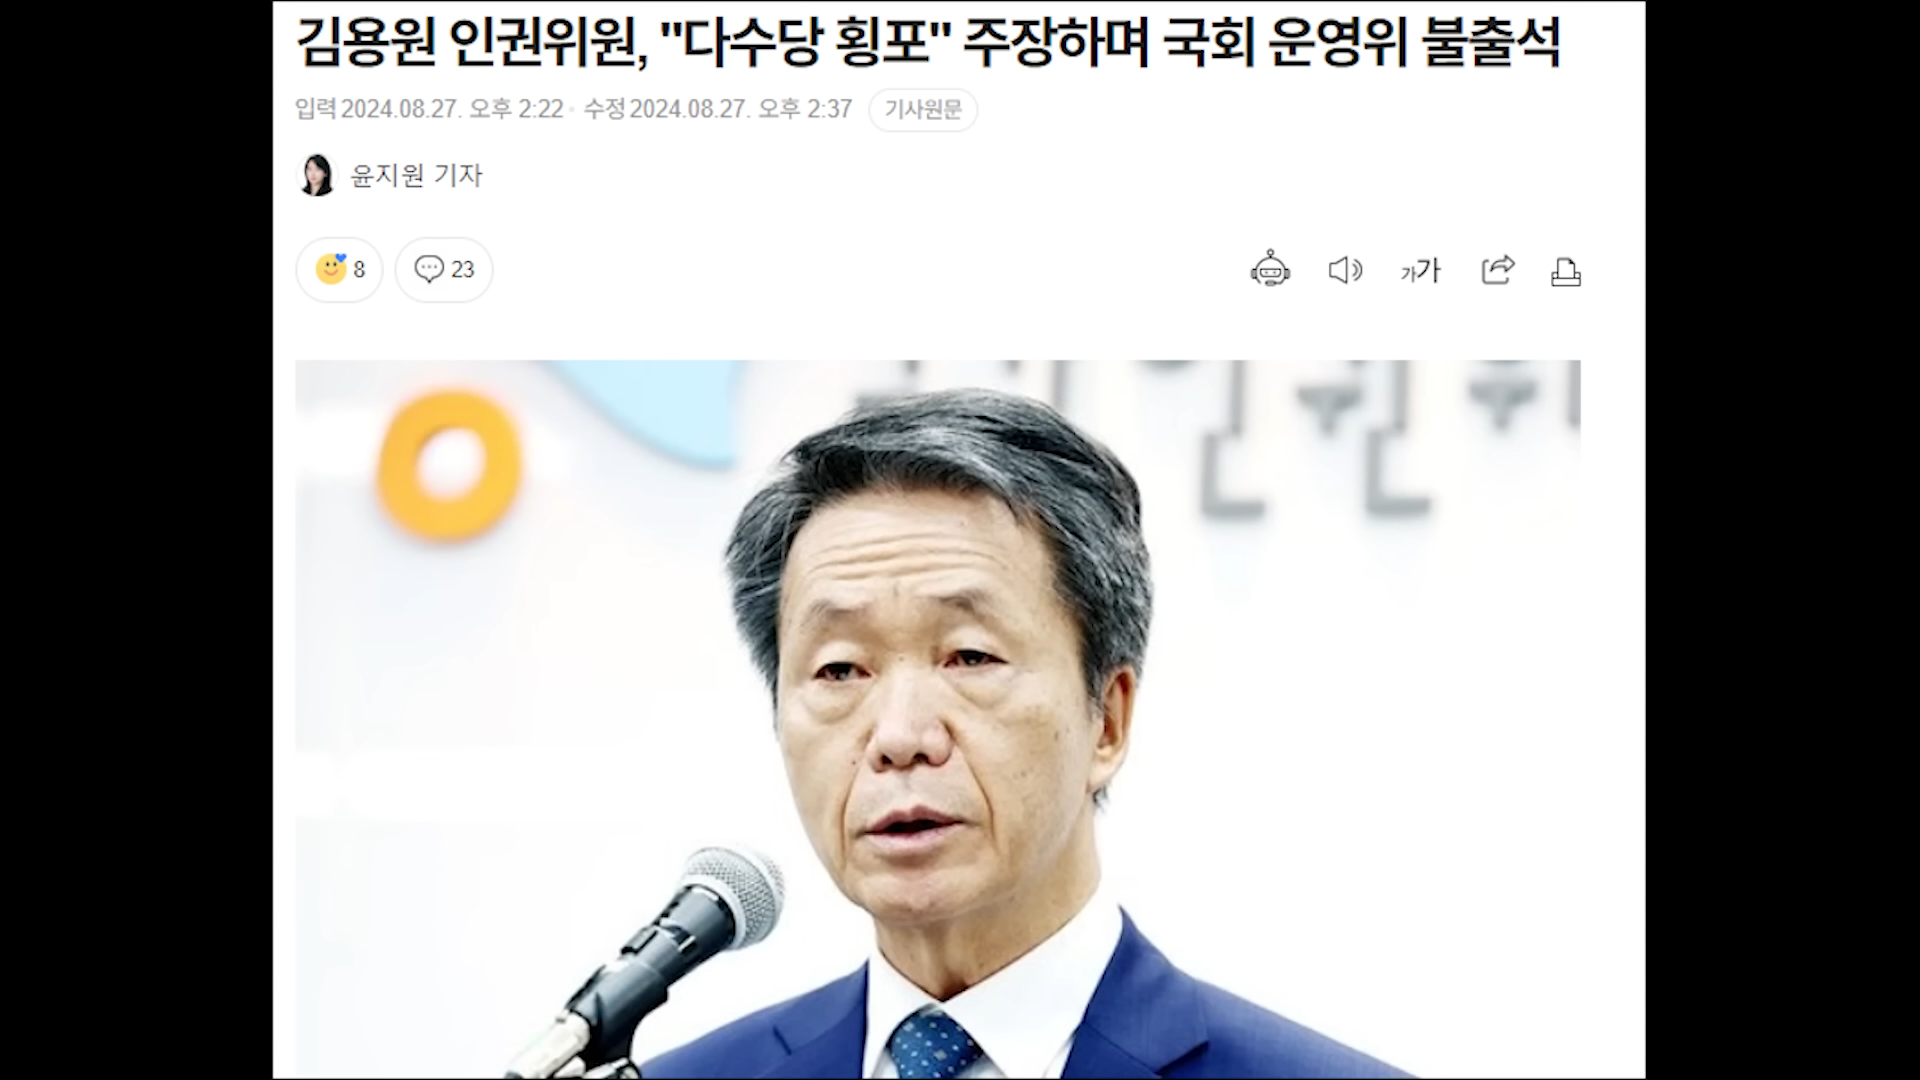 김용원 인권위원, "다수당 횡포" 주장하며 국회 운영위 불출석
입력 2024.08.27. 오후 2:22 · 수정 2024.08.27. 오후 2:37 기사원문
윤지원 기자
8 23 가가